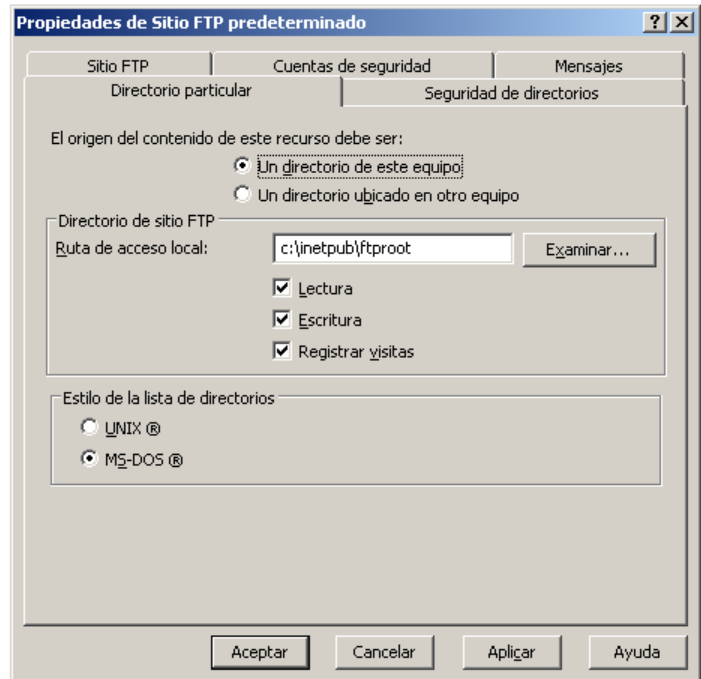 Propiedades de Sitio FTP predeterminado
Sitio FTP Cuentas de seguridad Mensajes
Directorio particular Seguridad de directorios
El origen del contenido de este recurso debe ser:
Un directorio de este equipo
Un directorio ubicado en otro equipo
Directorio de sitio FTP
Ruta de acceso local: c:\inetpub\ftproot Examinar...
Lectura
Escritura
Registrar visitas
Estilo de la lista de directorios
UNIX ®
MS-DOS ®
Aceptar Cancelar Aplicar Ayuda